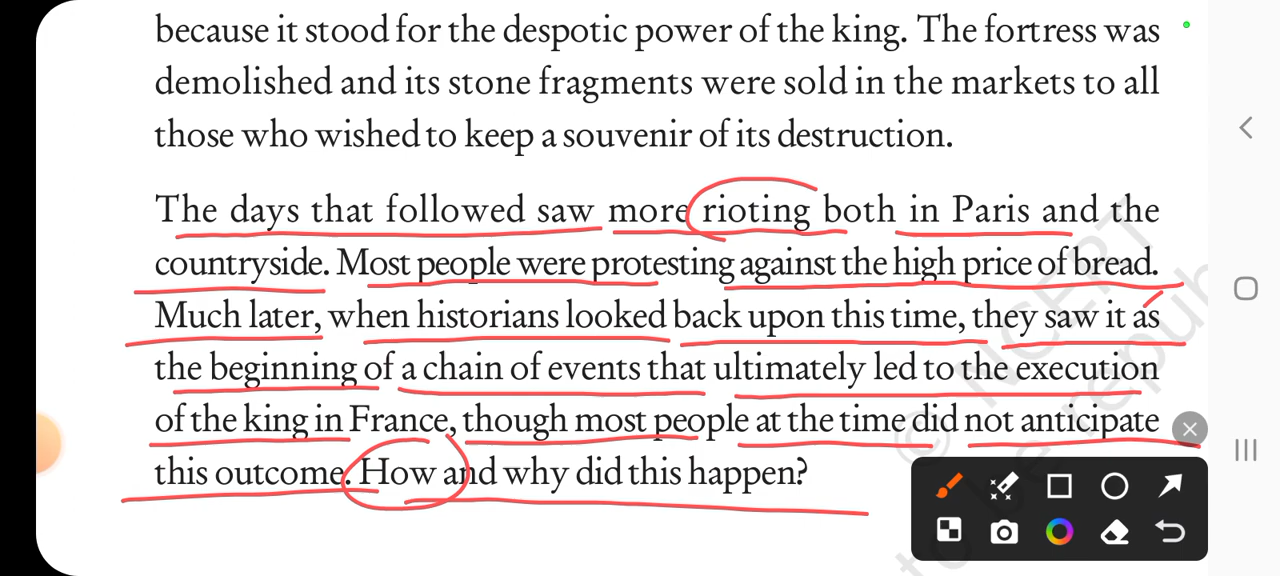 because it stood for the despotic power of the king. The fortress was
demolished and its stone fragments were sold in the markets to all
those who wished to keep a souvenir of its destruction.
The days that followed saw more rioting both in Paris and the
countryside. Most people were protesting against the high price of bread.
Much later, when historians looked back upon this time, they saw it as
the beginning of a chain of events that ultimately led to the execution
of the king in France, though most people at the time did not anticipate
this outcome. How and why did this happen?
© NCERT
to be repub